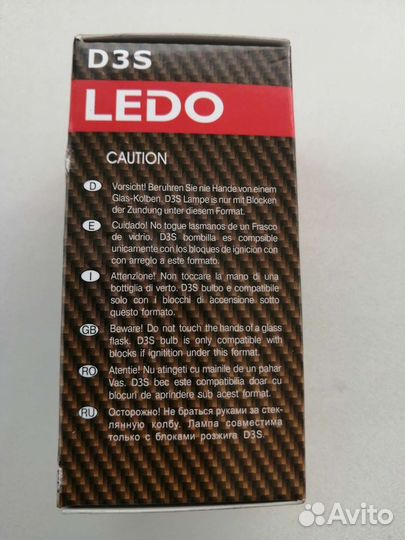 D3S
LEDO
CAUTION
D Vorsicht! Beruhren Sie nie Hande von einem
Glas-Kolben. D3S Lampe is nur mit Blocken
der Zundung unter diesem Format.
E Cuidado! No togue lasmanos de un Frasco
de vidrio. D3S bombilla es compsible
unicamente con los bloques de ignicion con
con arreglo a este formato.
I Attenzione! Non toccare la mano di una
bottiglia di verto. D3S bulbo e compatibile
solo con i blocchi di accensione sotto
questo formato.
GB Beware! Do not touch the hands of a glass
flask. D3S bulb is only compatible with
blocks if ignitition under this format.
RO Atentie! Nu atingeti cu mainile de un pahar
Vas. D3S bec este compatibilia doar cu
blocuri de aprindere sub acest format.
RU Осторожно! Не браться руками за стек-
лянную колбу. Лампа совместима
только с блоками розжига D3S.
Avito